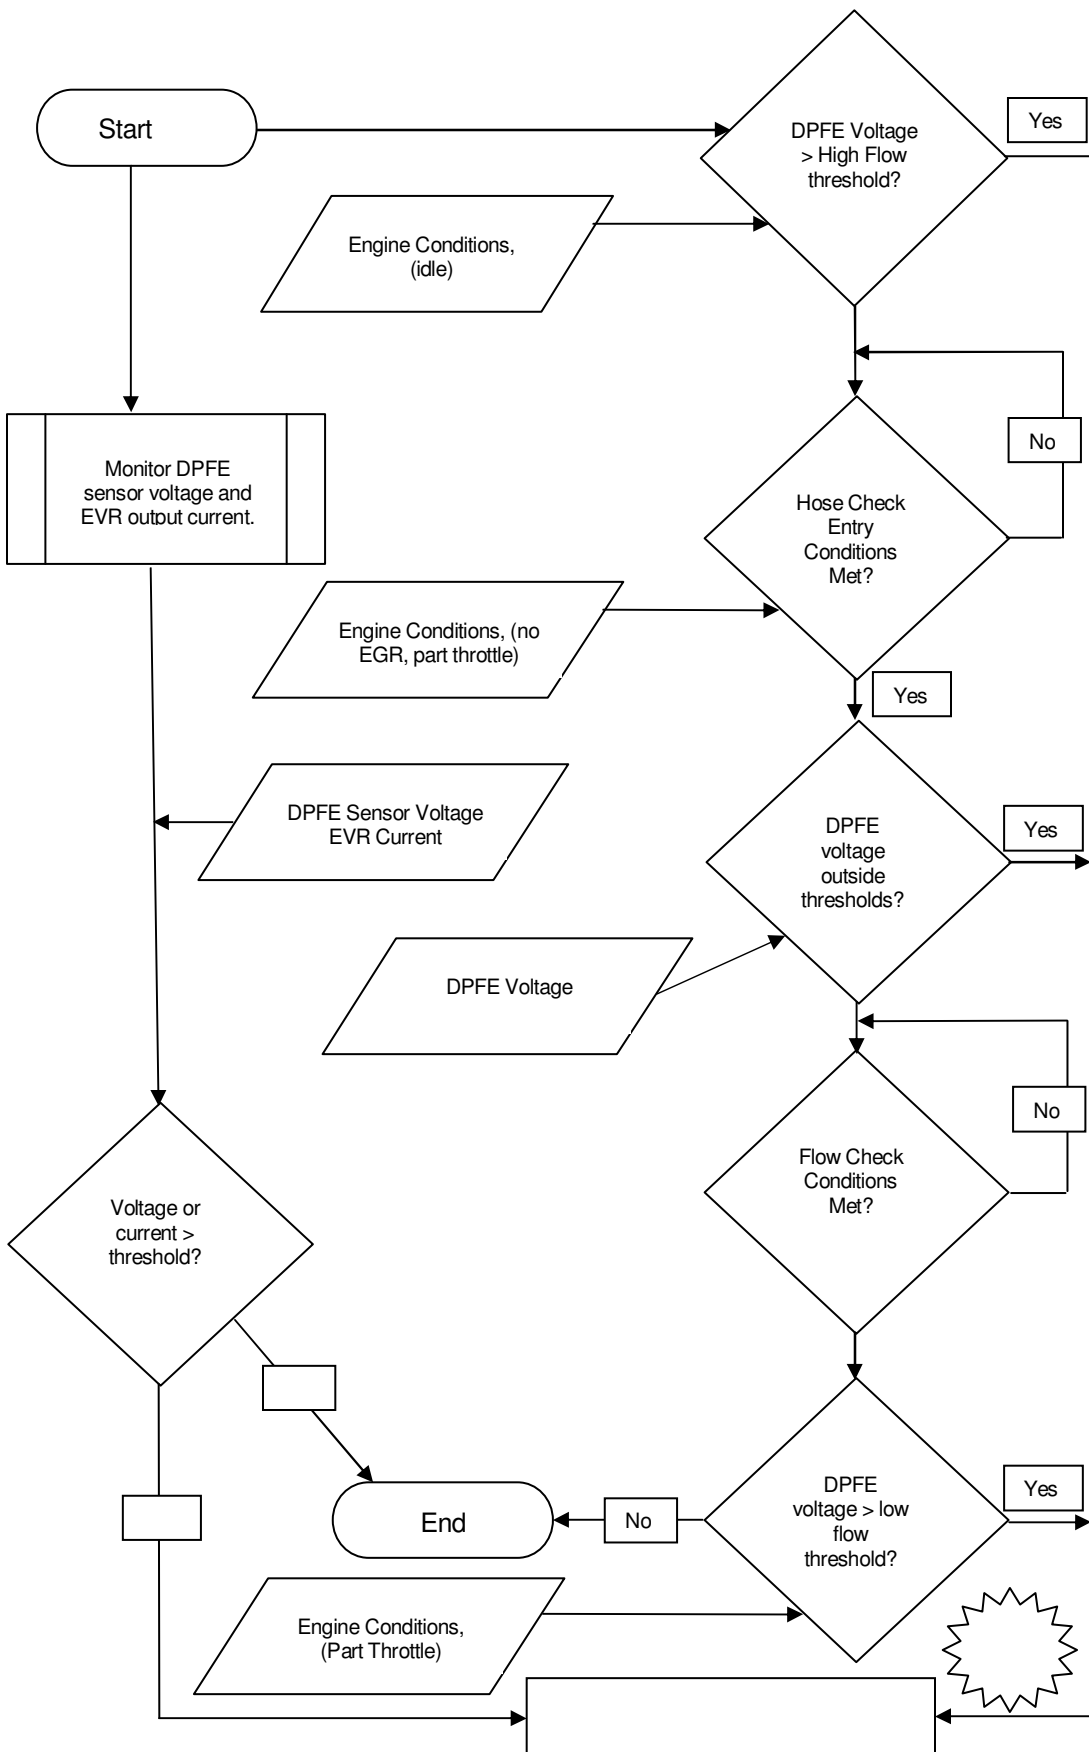 Start
DPFE Voltage
> High Flow
threshold?
Yes
Engine Conditions,
(idle)
No
Monitor DPFE
sensor voltage and
EVR output current.
Hose Check
Entry
Conditions
Met?
Engine Conditions, (no
EGR, part throttle)
Yes
DPFE Sensor Voltage
EVR Current
DPFE
voltage
outside
thresholds?
Yes
DPFE Voltage
No
Flow Check
Conditions
Met?
Voltage or
current >
threshold?
End
No
DPFE
voltage > low
flow
threshold?
Yes
Engine Conditions,
(Part Throttle)